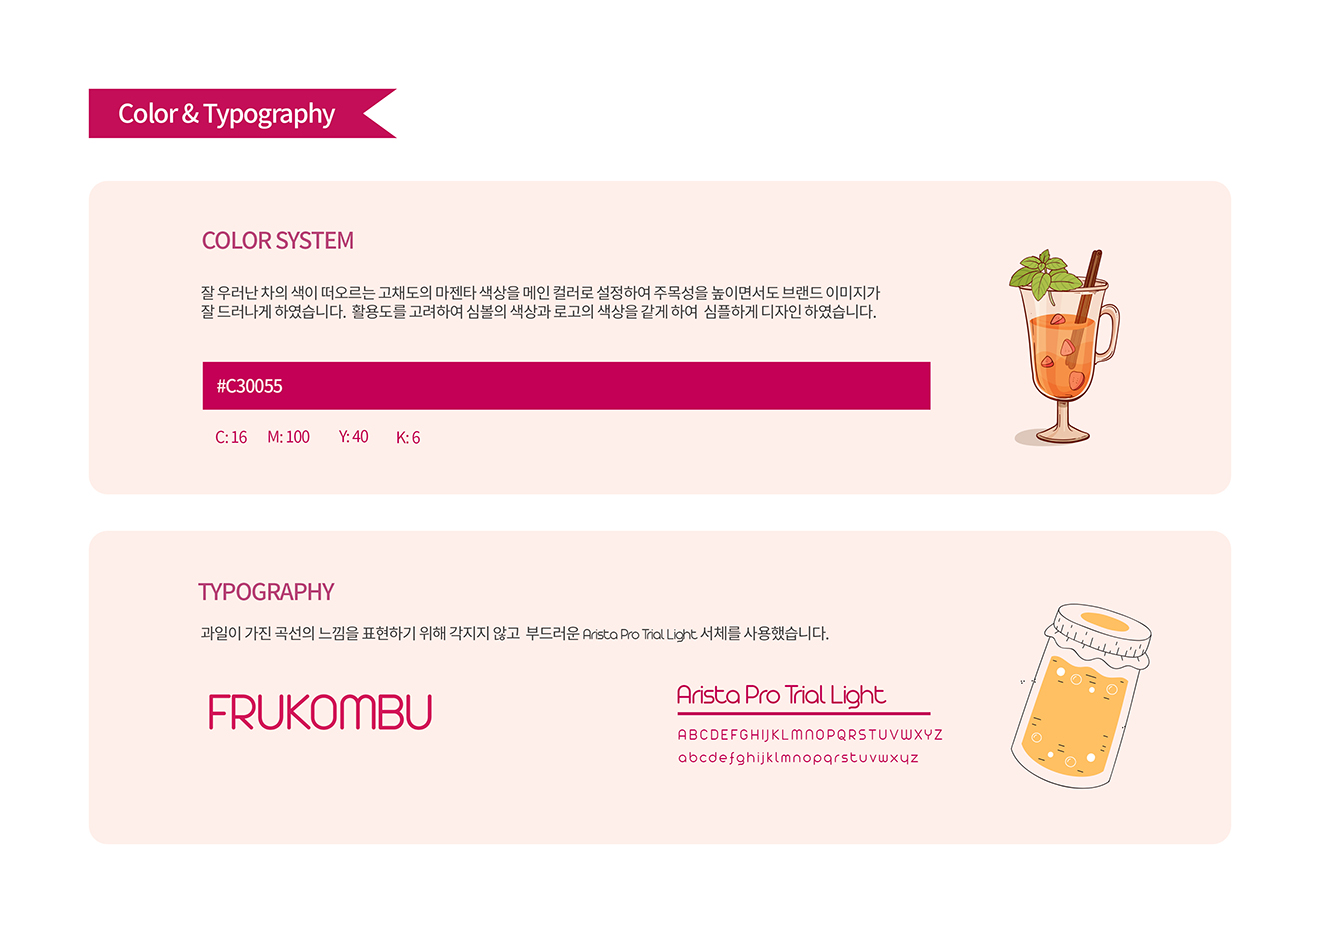 Color & Typography
COLOR SYSTEM
잘 우러난 차의 색이 떠오르는 고채도의 마젠타 색상을 메인 컬러로 설정하여 주목성을 높이면서도 브랜드 이미지가
잘 드러나게 하였습니다. 활용도를 고려하여 심볼의 색상과 로고의 색상을 같게 하여 심플하게 디자인 하였습니다.
#C30055
C: 16 M: 100 Y: 40 K: 6
TYPOGRAPHY
과일이 가진 곡선의 느낌을 표현하기 위해 각지지 않고 부드러운 Arista Pro Trial Light 서체를 사용했습니다.
FRUKOMBU
Arista Pro Trial Light
ABCDEFGHIJKLMNOPQRSTUVWXYZ
abcdefghijklmnopqrstuvwxyz